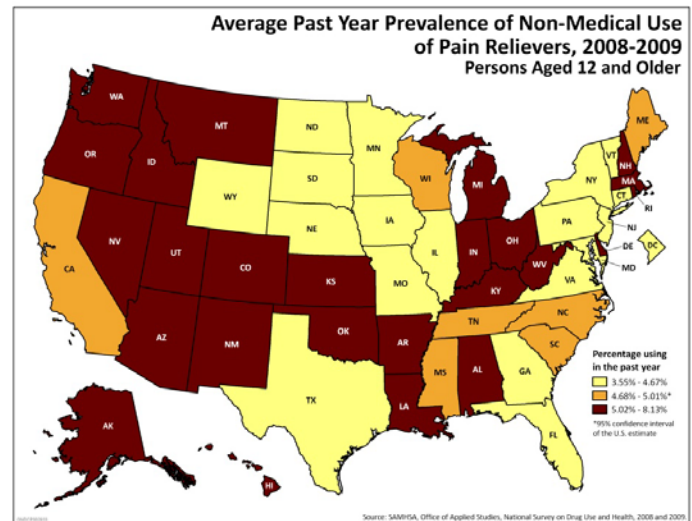 Average Past Year Prevalence of Non-Medical Use
of Pain Relievers, 2008-2009
Persons Aged 12 and Older
WA
MT
ND
MN
ME
OR
ID
SD
WI
MI
VT
NH
NY
MA
CT
RI
WY
IA
PA
NJ
NE
IL
IN
OH
DE
DC
MD
NV
UT
CO
KS
MO
WV
VA
KY
CA
AZ
NM
OK
AR
TN
NC
SC
MS
AL
GA
TX
LA
FL
AK
HI
Percentage using
in the past year
3.55% - 4.67%
4.68% - 5.01%*
5.02% - 8.13%
*95% confidence interval
of the U.S. estimate
Source: SAMHSA, Office of Applied Studies, National Survey on Drug Use and Health, 2008 and 2009.